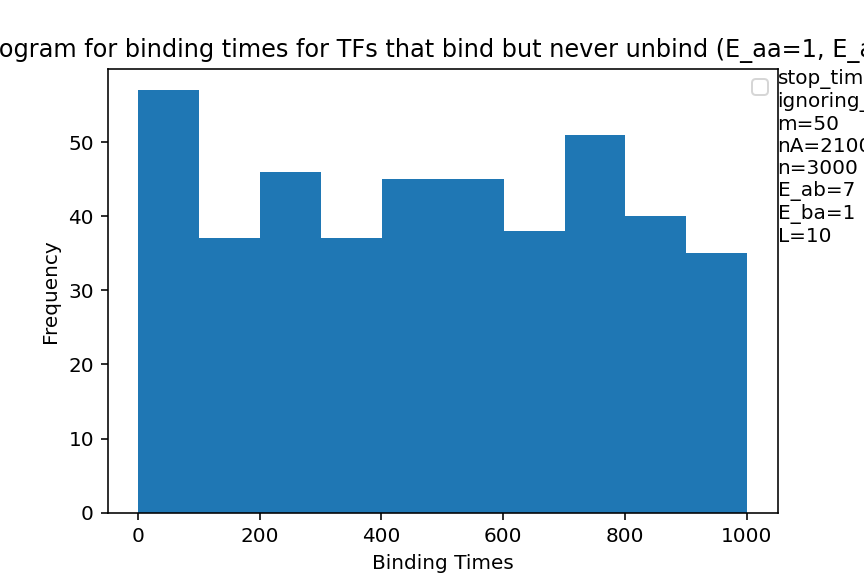 ogram for binding times for TFs that bind but never unbind (E_aa=1, E_a
stop_tim
ignoring_
m=50
nA=2100
n=3000
E_ab=7
E_ba=1
L=10
Frequency
50
40
30
20
10
0
0 200 400 600 800 1000
Binding Times